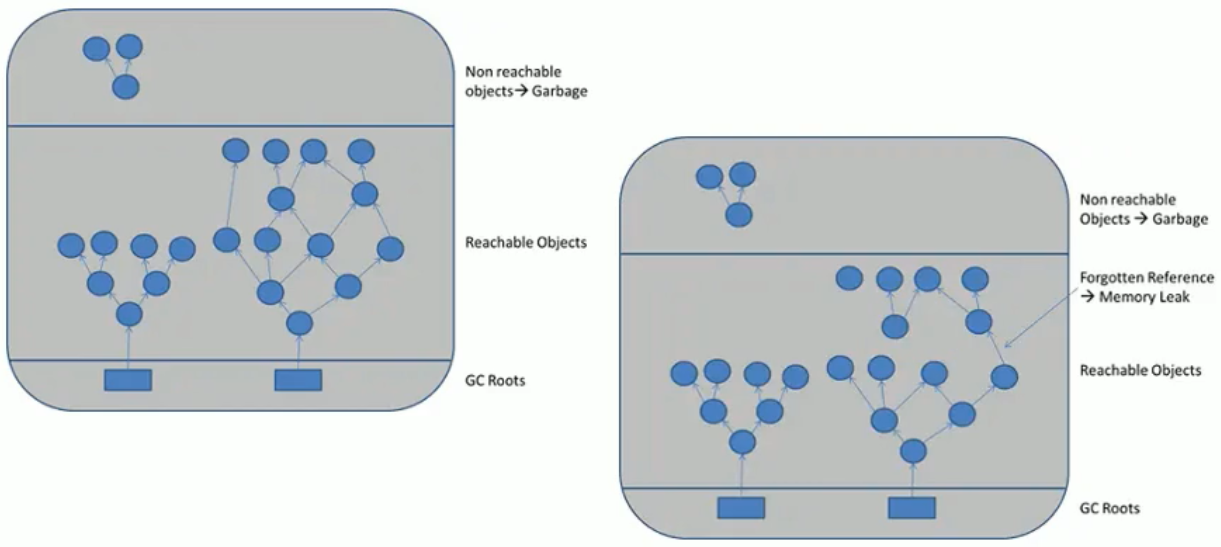 Non reachable
objects→ Garbage
Reachable Objects
GC Roots
Non reachable
Objects → Garbage
Forgotten Reference
→ Memory Leak
Reachable Objects
GC Roots